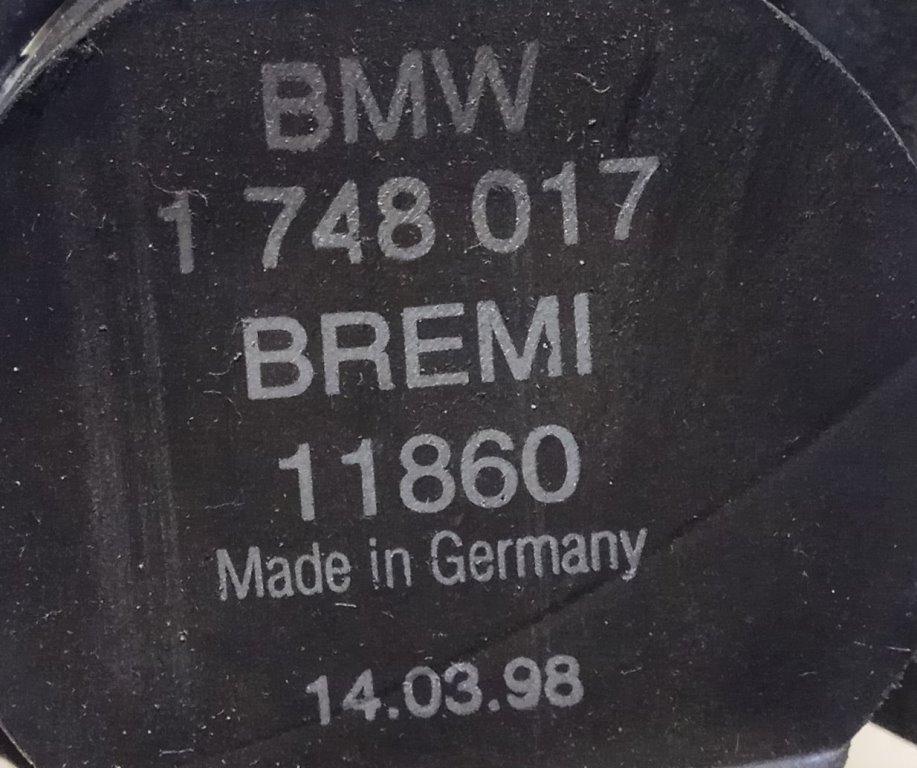 BMW
1 748 017
BREMI
11860
Made in Germany
14.03.98